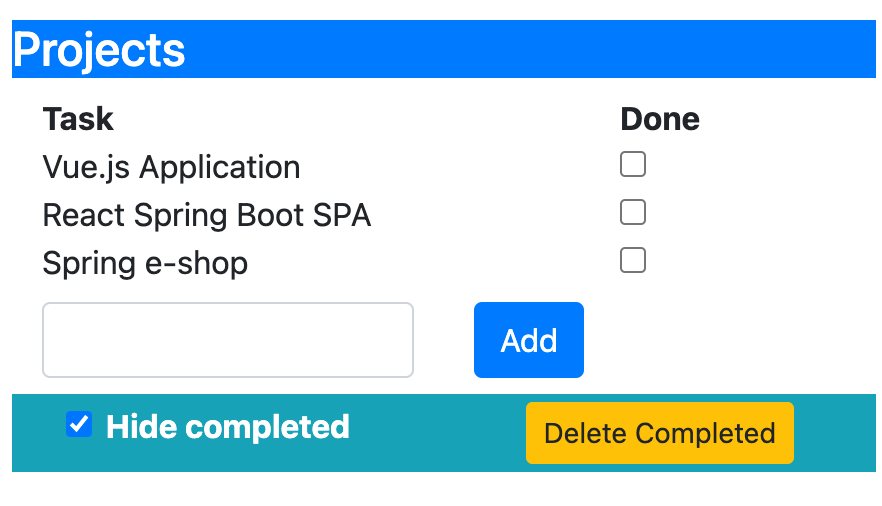 Projects
Task Done
Vue.js Application
React Spring Boot SPA
Spring e-shop
Add
Hide completed Delete Completed